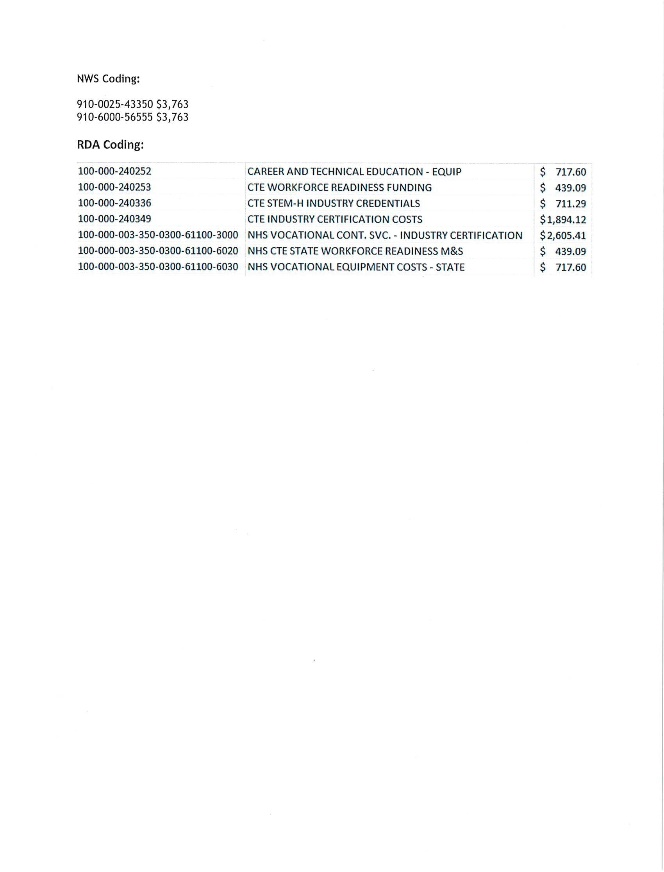 NWS Coding:
910-0025-43350 $3,763
910-6000-56555 $3,763
RDA Coding:
100-000-240252 CAREER AND TECHNICAL EDUCATION - EQUIP $ 717.60
100-000-240253 CTE WORKFORCE READINESS FUNDING $ 439.09
100-000-240336 CTE STEM-H INDUSTRY CREDENTIALS $ 711.29
100-000-240349 CTE INDUSTRY CERTIFICATION COSTS $1,894.12
100-000-003-350-0300-61100-3000 NHS VOCATIONAL CONT. SVC. - INDUSTRY CERTIFICATION $2,605.41
100-000-003-350-0300-61100-6020 NHS CTE STATE WORKFORCE READINESS M&S $ 439.09
100-000-003-350-0300-61100-6030 NHS VOCATIONAL EQUIPMENT COSTS - STATE $ 717.60